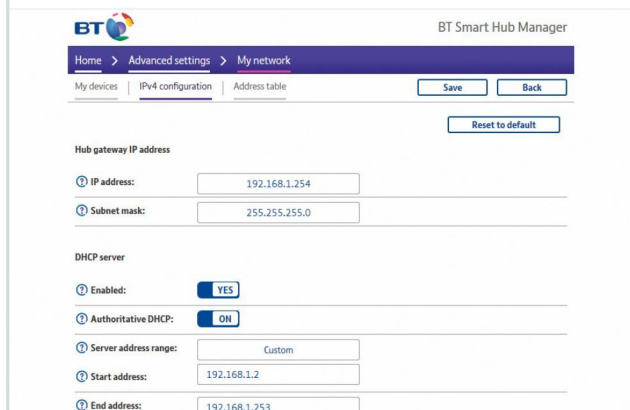 BT
BT Smart Hub Manager
Home > Advanced settings > My network
My devices | IPv4 configuration | Address table
Save
Back
Reset to default
Hub gateway IP address
? IP address: 192.168.1.254
? Subnet mask: 255.255.255.0
DHCP server
? Enabled: YES
? Authoritative DHCP: ON
? Server address range: Custom
? Start address: 192.168.1.2
? End address: 192.168.1.253